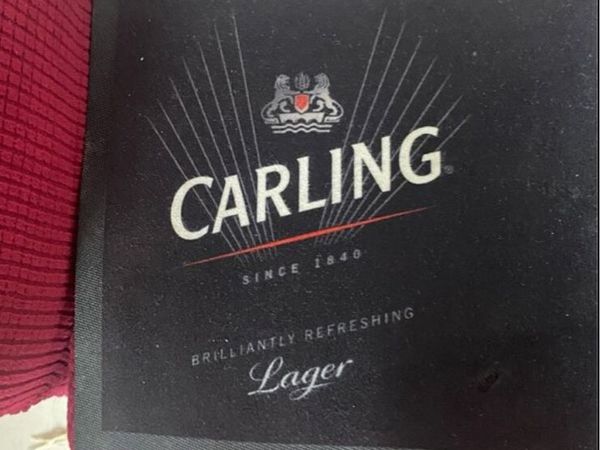 CARLING
SINCE 1840
BRILLIANTLY REFRESHING
Lager